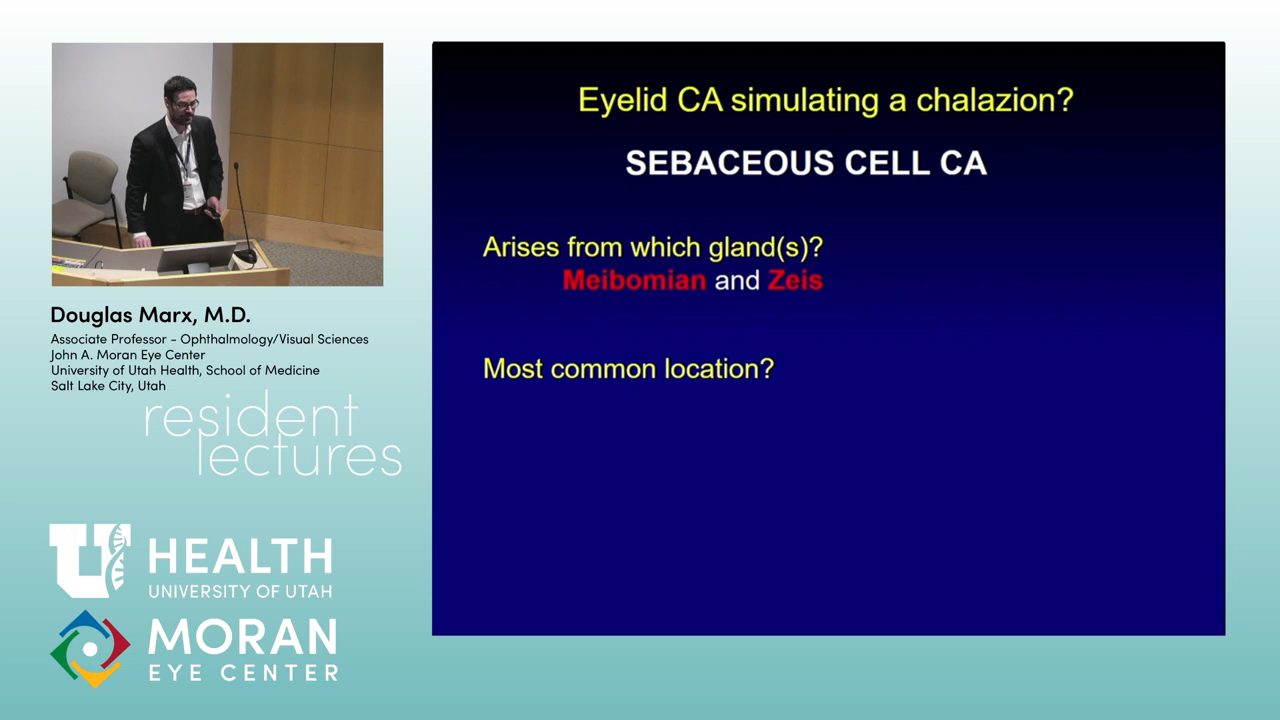 Eyelid CA simulating a chalazion?
SEBACEOUS CELL CA
Arises from which gland(s)?
Meibomian and Zeis
Most common location?
Douglas Marx, M.D.
Associate Professor - Ophthalmology/Visual Sciences
John A. Moran Eye Center
University of Utah Health, School of Medicine
Salt Lake City, Utah
resident
lectures
U HEALTH
UNIVERSITY OF UTAH
MORAN
EYE CENTER